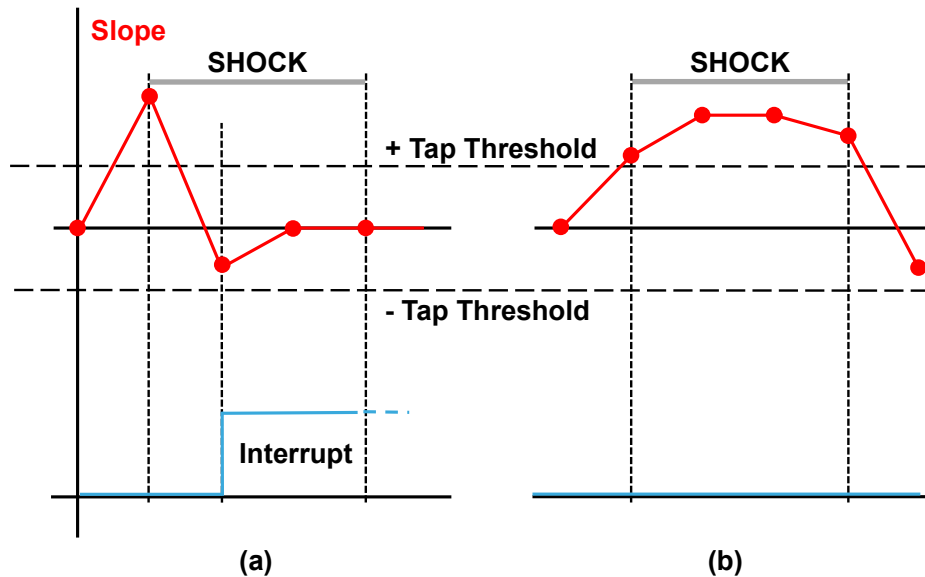 Slope
SHOCK
SHOCK
+ Tap Threshold
- Tap Threshold
Interrupt
(a)
(b)